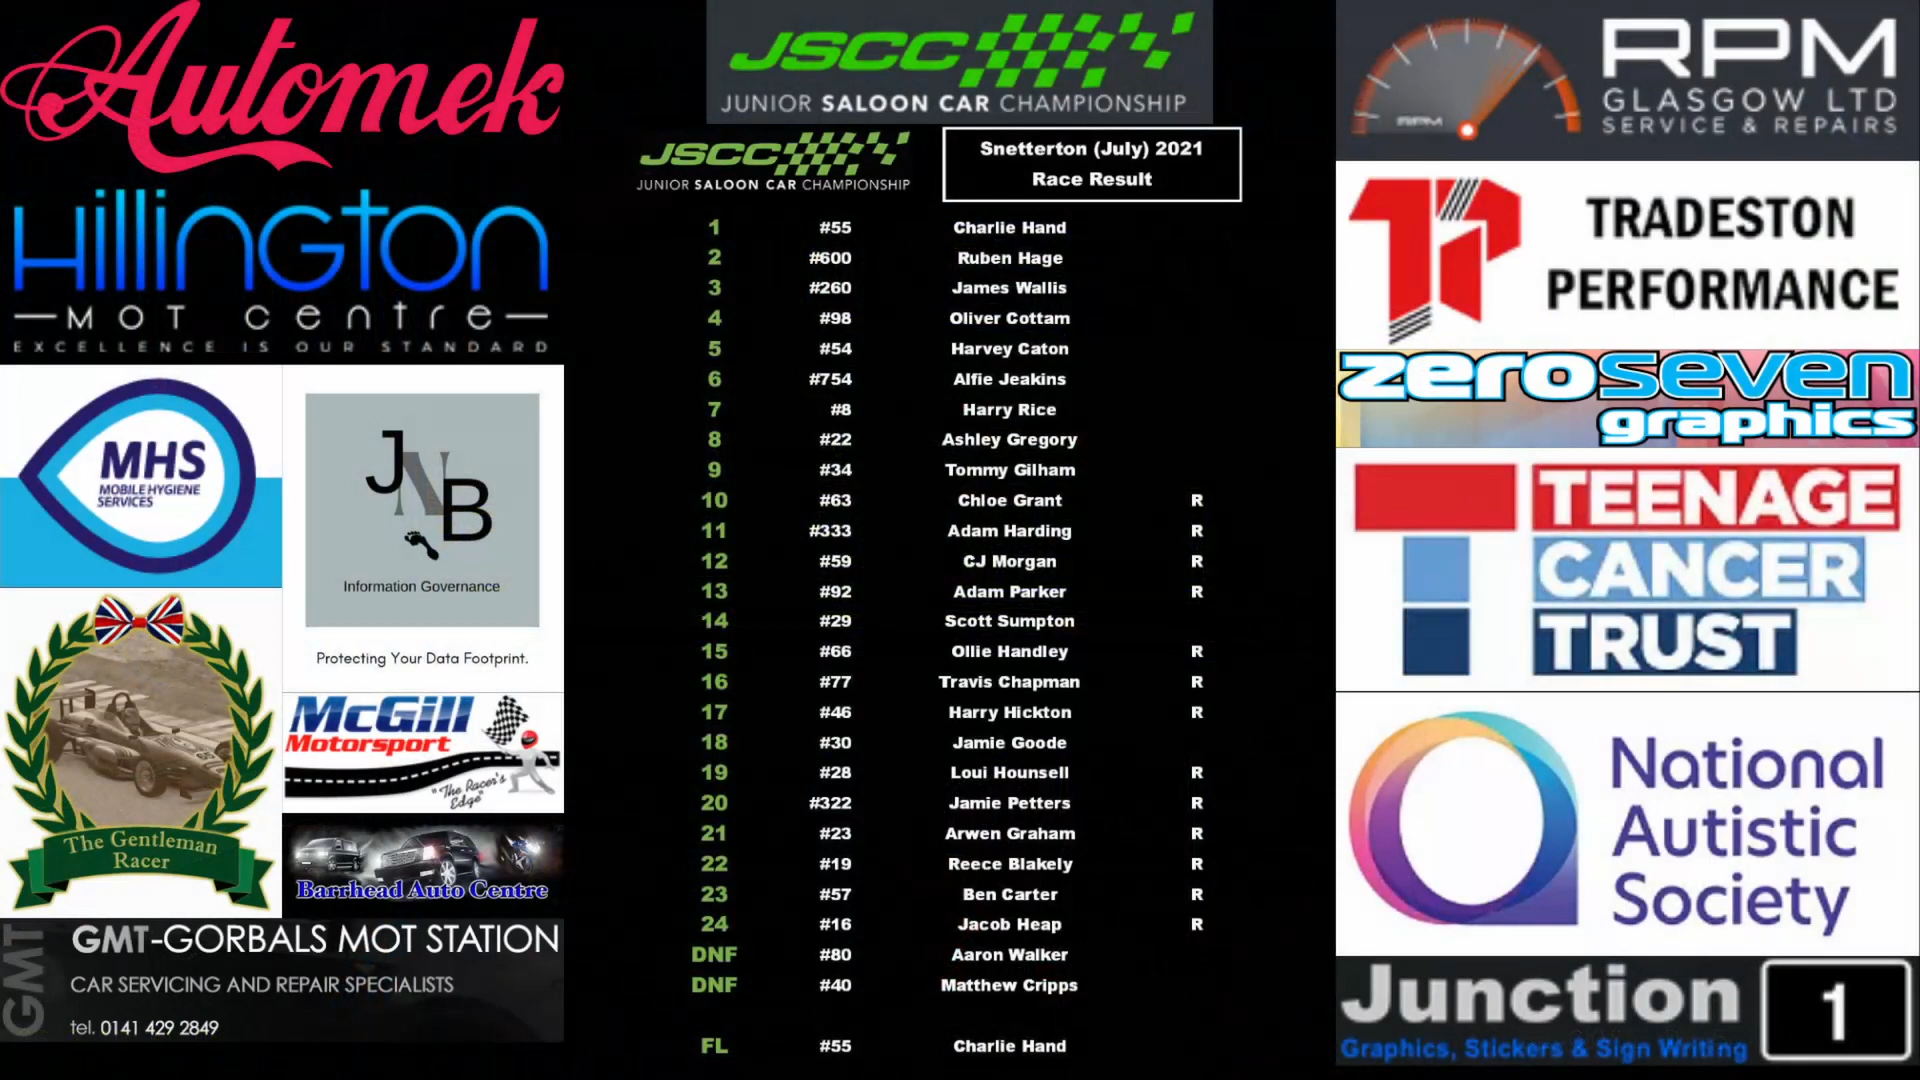 Automek
Hillington
MOT centre
EXCELLENCE IS OUR STANDARD
MHS
MOBILE HYGIENE
SERVICES
JNB
Information Governance
Protecting Your Data Footprint.
The Gentleman
Racer
McGill
Motorsport
"The Racer's
Edge"
Barrhead Auto Centre
GMT
GMT-GORBALS MOT STATION
CAR SERVICING AND REPAIR SPECIALISTS
tel. 0141 429 2849
JSCC
JUNIOR SALOON CAR CHAMPIONSHIP
JSCC
JUNIOR SALOON CAR CHAMPIONSHIP
Snetterton (July) 2021
Race Result
1 #55 Charlie Hand
2 #600 Ruben Hage
3 #260 James Wallis
4 #98 Oliver Cottam
5 #54 Harvey Caton
6 #754 Alfie Jeakins
7 #8 Harry Rice
8 #22 Ashley Gregory
9 #34 Tommy Gilham
10 #63 Chloe Grant R
11 #333 Adam Harding R
12 #59 CJ Morgan R
13 #92 Adam Parker R
14 #29 Scott Sumpton
15 #66 Ollie Handley R
16 #77 Travis Chapman R
17 #46 Harry Hickton R
18 #30 Jamie Goode
19 #28 Loui Hounsell R
20 #322 Jamie Petters R
21 #23 Arwen Graham R
22 #19 Reece Blakely R
23 #57 Ben Carter R
24 #16 Jacob Heap R
DNF #80 Aaron Walker
DNF #40 Matthew Cripps
FL #55 Charlie Hand
RPM
RPM
GLASGOW LTD
SERVICE & REPAIRS
TRADESTON
PERFORMANCE
zeroseven
graphics
TEENAGE
CANCER
TRUST
National
Autistic
Society
Junction 1
Graphics, Stickers & Sign Writing